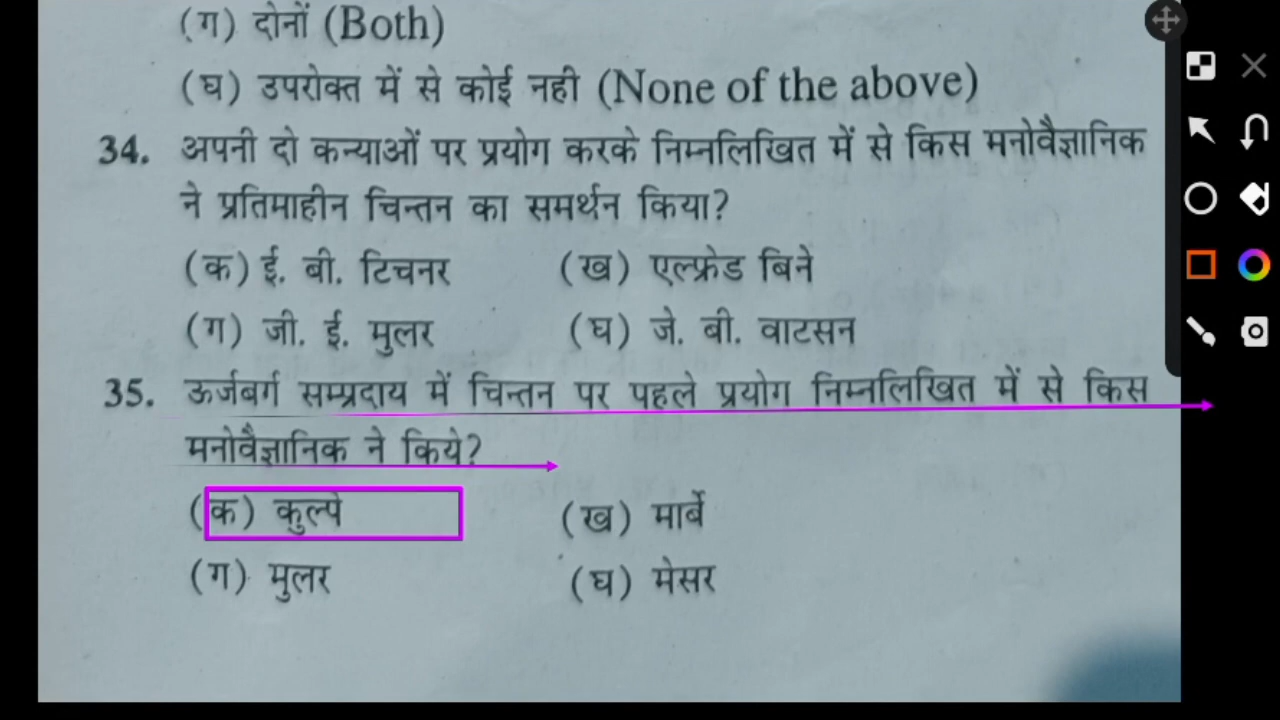 (ग) दोनों (Both)
(घ) उपरोक्त में से कोई नही (None of the above)
34. अपनी दो कन्याओं पर प्रयोग करके निम्नलिखित में से किस मनोवैज्ञानिक
ने प्रतिमाहीन चिन्तन का समर्थन किया?
(क) ई. बी. टिचनर (ख) एल्फ्रेड बिने
(ग) जी. ई. मुलर (घ) जे. बी. वाटसन
35. ऊर्जबर्ग सम्प्रदाय में चिन्तन पर पहले प्रयोग निम्नलिखित में से किस
मनोवैज्ञानिक ने किये?
(क) कुल्पे (ख) मार्बे
(ग) मुलर (घ) मेसर